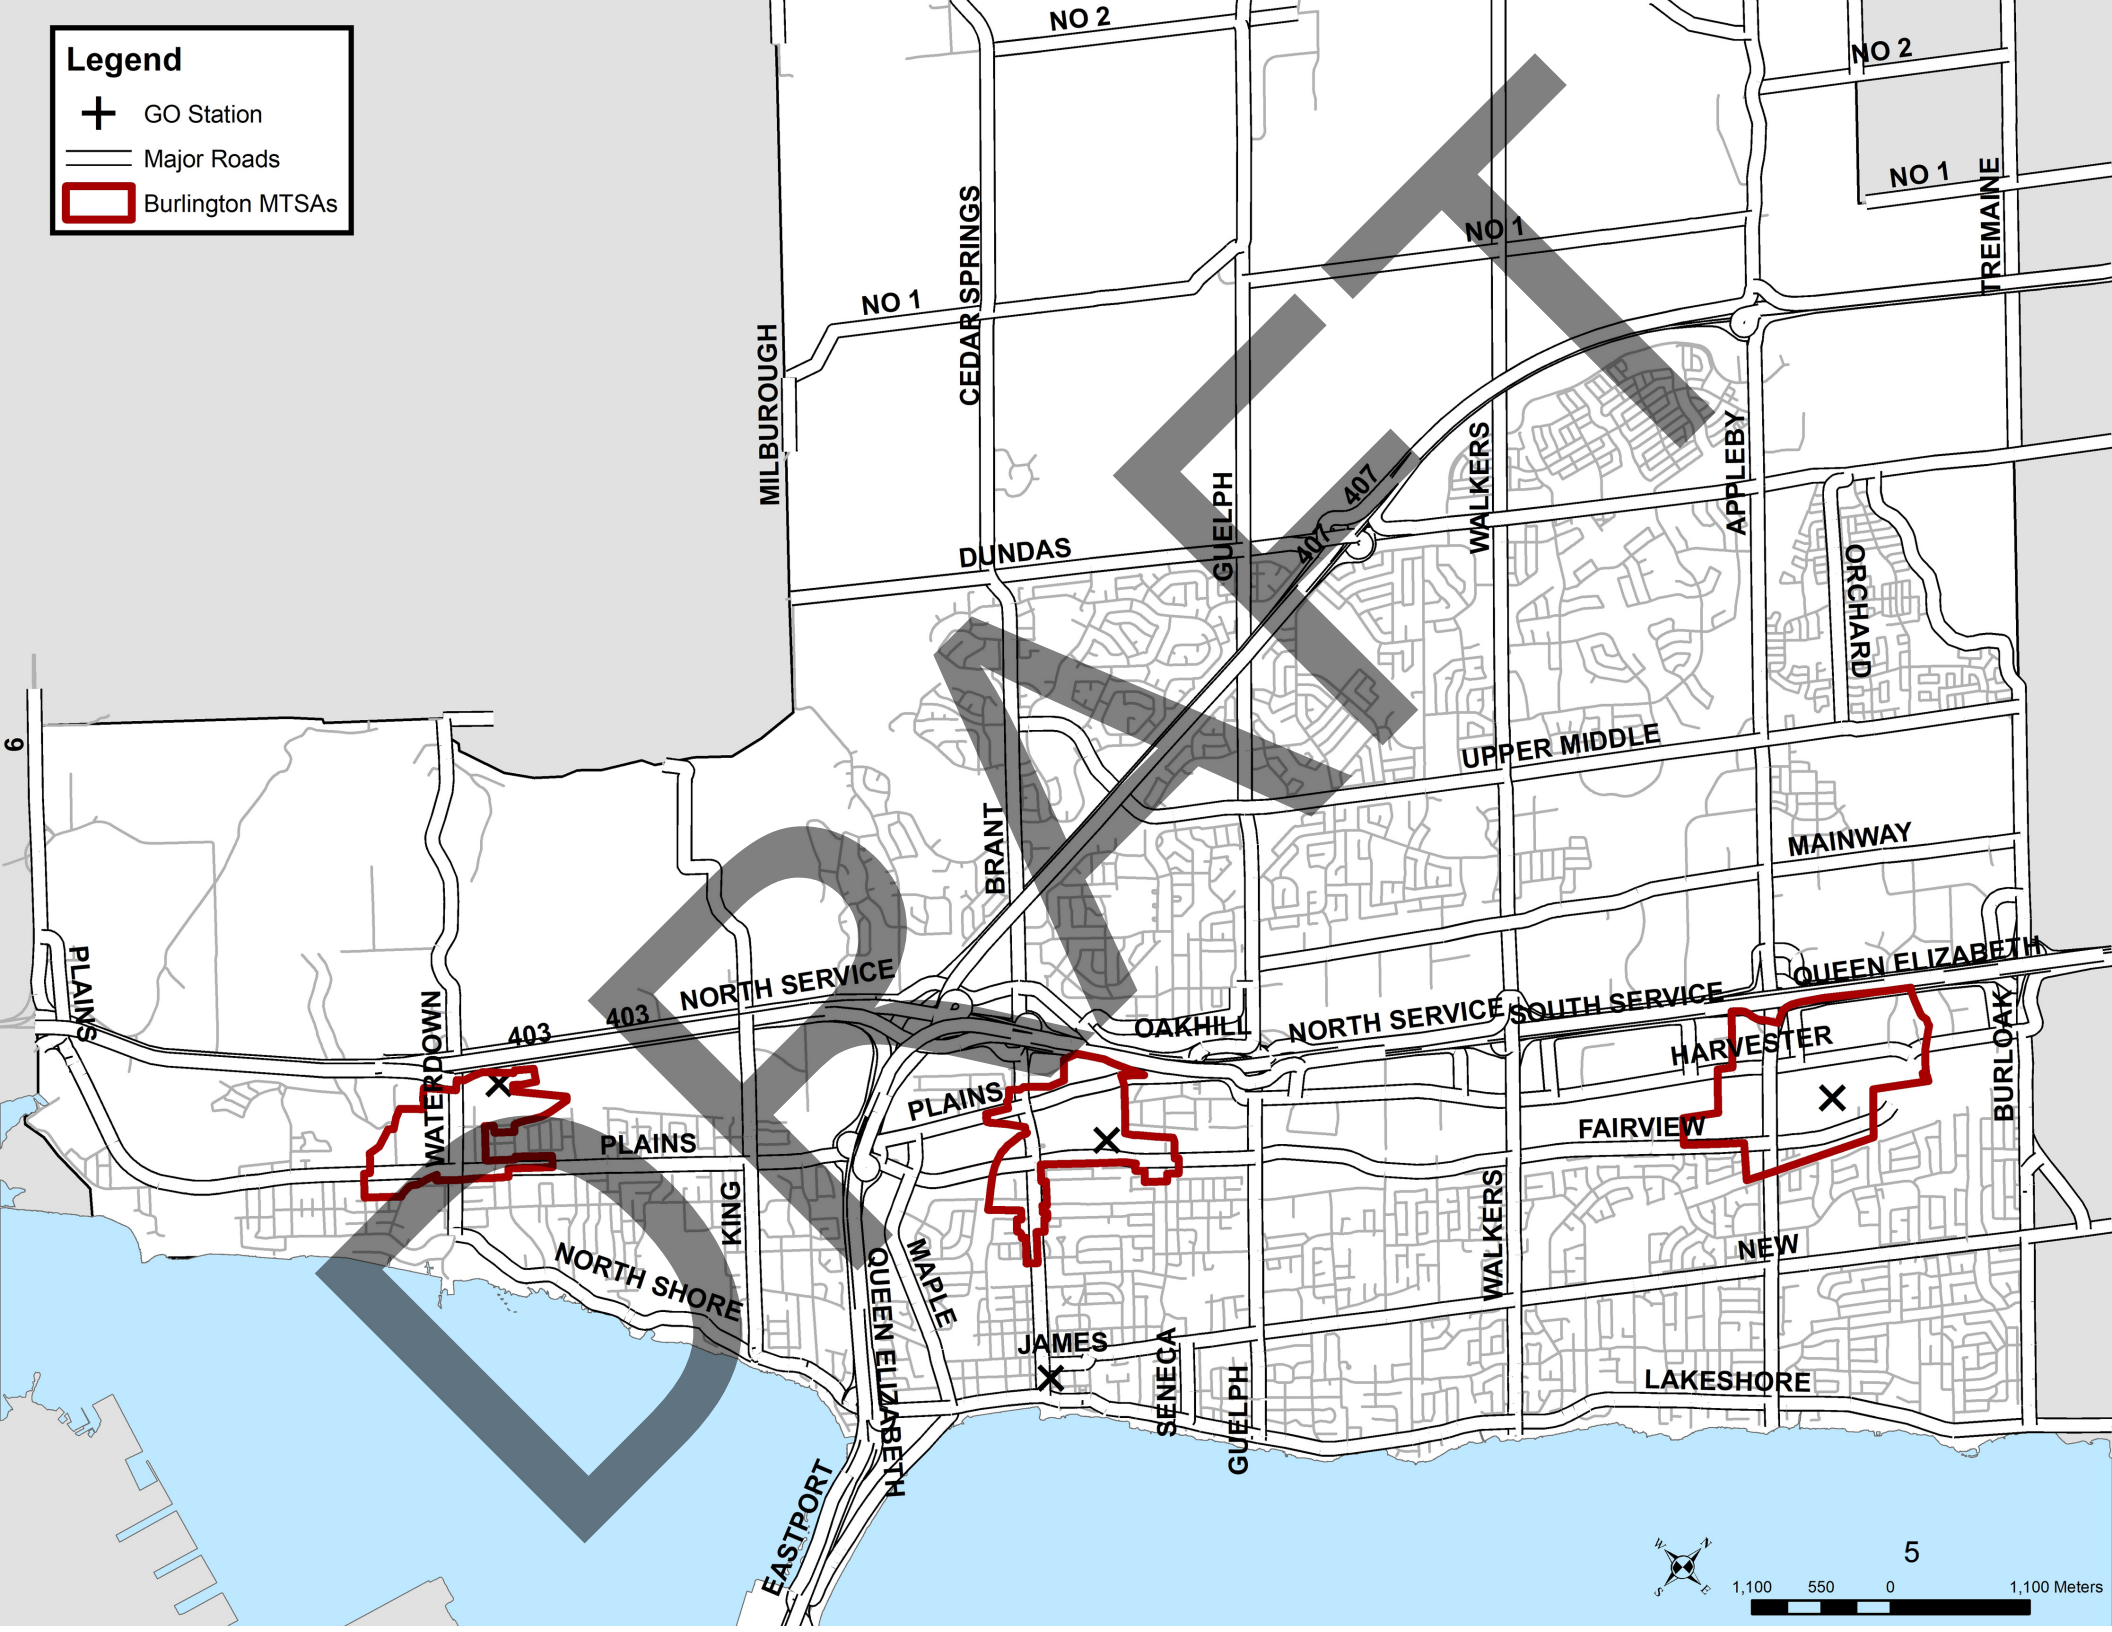 Legend
GO Station
Major Roads
Burlington MTSAs
NO 2
NO 2
NO 1
NO 1
NO 1
TREMAINE
CEDAR SPRINGS
MILBUROUGH
GUELPH
407
407
WALKERS
APPLEBY
DUNDAS
ORCHARD
6
UPPER MIDDLE
BRANT
MAINWAY
PLAINS
WATERDOWN
403
403
NORTH SERVICE
OAKHILL
NORTH SERVICE
SOUTH SERVICE
QUEEN ELIZABETH
HARVESTER
BURLOAK
PLAINS
PLAINS
FAIRVIEW
KING
NORTH SHORE
QUEEN ELIZABETH
MAPLE
WALKERS
NEW
JAMES
SENECA
GUELPH
LAKESHORE
EASTPORT
DRAFT
W N
S E
5
1,100 550 0 1,100 Meters